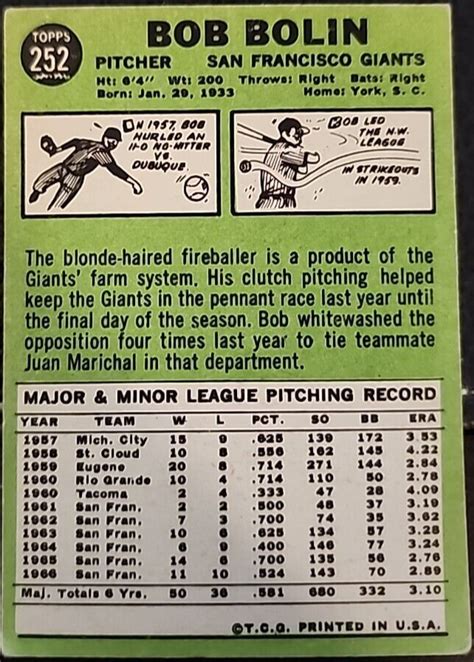 TOPPS
252
BOB BOLIN
PITCHER SAN FRANCISCO GIANTS
Ht: 6'4" Wt: 200 Throws: Right Bats: Right
Born: Jan. 29, 1933 Home: York, S. C.
IN 1957, BOB
HURLED AN
11-0 NO-HITTER
VS.
DUBUQUE.
BOB LED
THE N.W.
LEAGUE
IN STRIKEOUTS
IN 1959.
The blonde-haired fireballer is a product of the
Giants' farm system. His clutch pitching helped
keep the Giants in the pennant race last year until
the final day of the season. Bob whitewashed the
opposition four times last year to tie teammate
Juan Marichal in that department.
MAJOR & MINOR LEAGUE PITCHING RECORD
YEAR TEAM W L PCT. SO BB ERA
1957 Mich. City 15 9 .625 139 172 3.53
1958 St. Cloud 10 8 .556 162 145 4.22
1959 Eugene 20 8 .714 271 144 2.84
1960 Rio Grande 10 4 .714 110 50 2.78
1960 Tacoma 2 4 .333 47 28 4.09
1961 San Fran. 2 2 .500 48 37 3.19
1962 San Fran. 7 3 .700 74 35 3.62
1963 San Fran. 10 6 .625 134 57 3.28
1964 San Fran. 6 9 .400 146 77 3.24
1965 San Fran. 14 6 .700 135 56 2.76
1966 San Fran. 11 10 .524 143 70 2.89
Maj. Totals 6 Yrs. 50 36 .581 680 332 3.10
©T.C.G. PRINTED IN U.S.A.